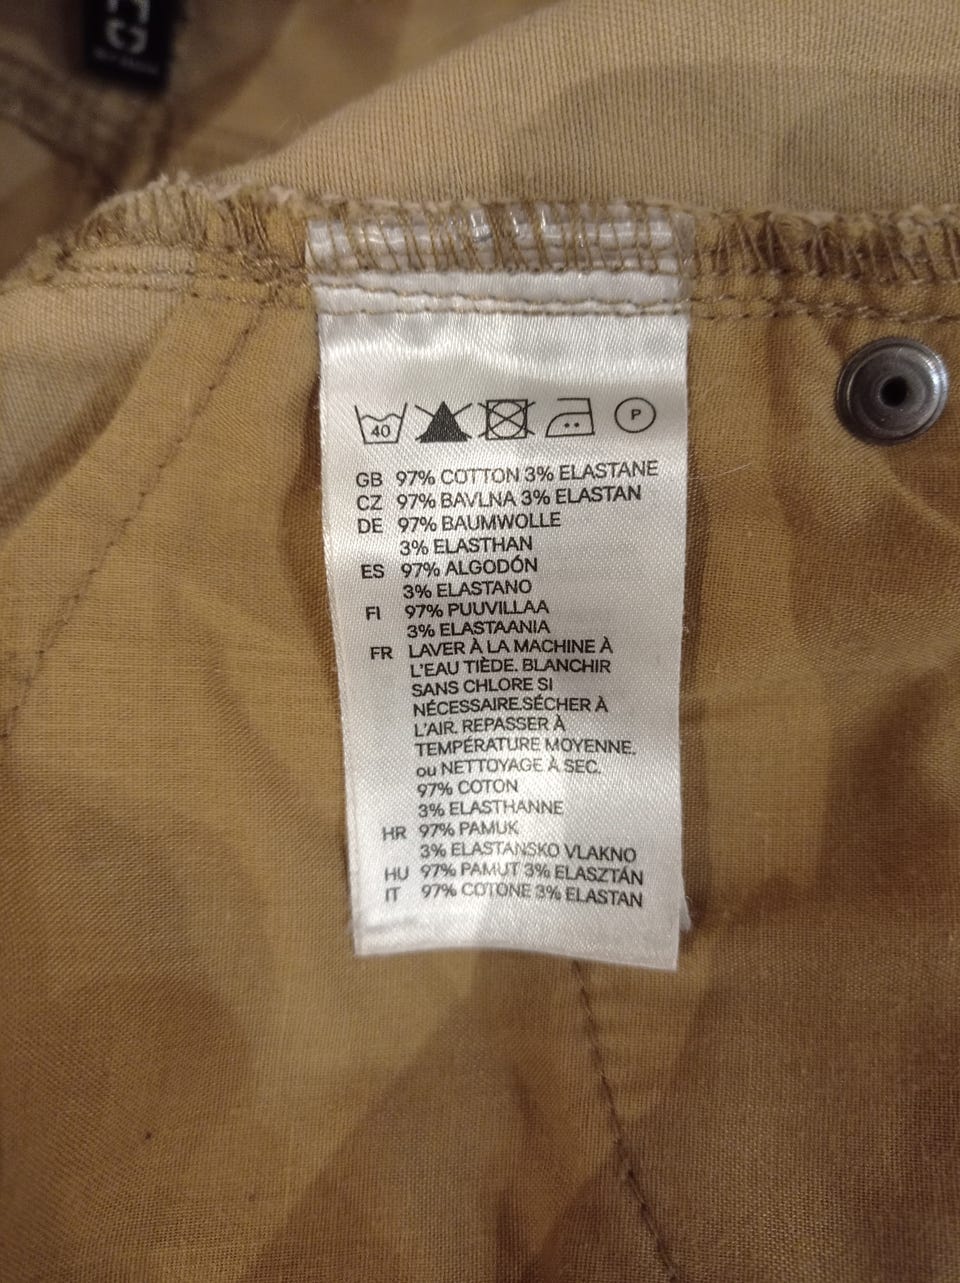 40
P
GB 97% COTTON 3% ELASTANE
CZ 97% BAVLNA 3% ELASTAN
DE 97% BAUMWOLLE
3% ELASTHAN
ES 97% ALGODÓN
3% ELASTANO
FI 97% PUUVILLAA
3% ELASTAANIA
FR LAVER À LA MACHINE À
L'EAU TIÈDE. BLANCHIR
SANS CHLORE SI
NÉCESSAIRE.SÉCHER À
L'AIR. REPASSER À
TEMPÉRATURE MOYENNE.
ou NETTOYAGE À SEC.
97% COTON
3% ELASTHANNE
HR 97% PAMUK
3% ELASTANSKO VLAKNO
HU 97% PAMUT 3% ELASZTÁN
IT 97% COTONE 3% ELASTAN